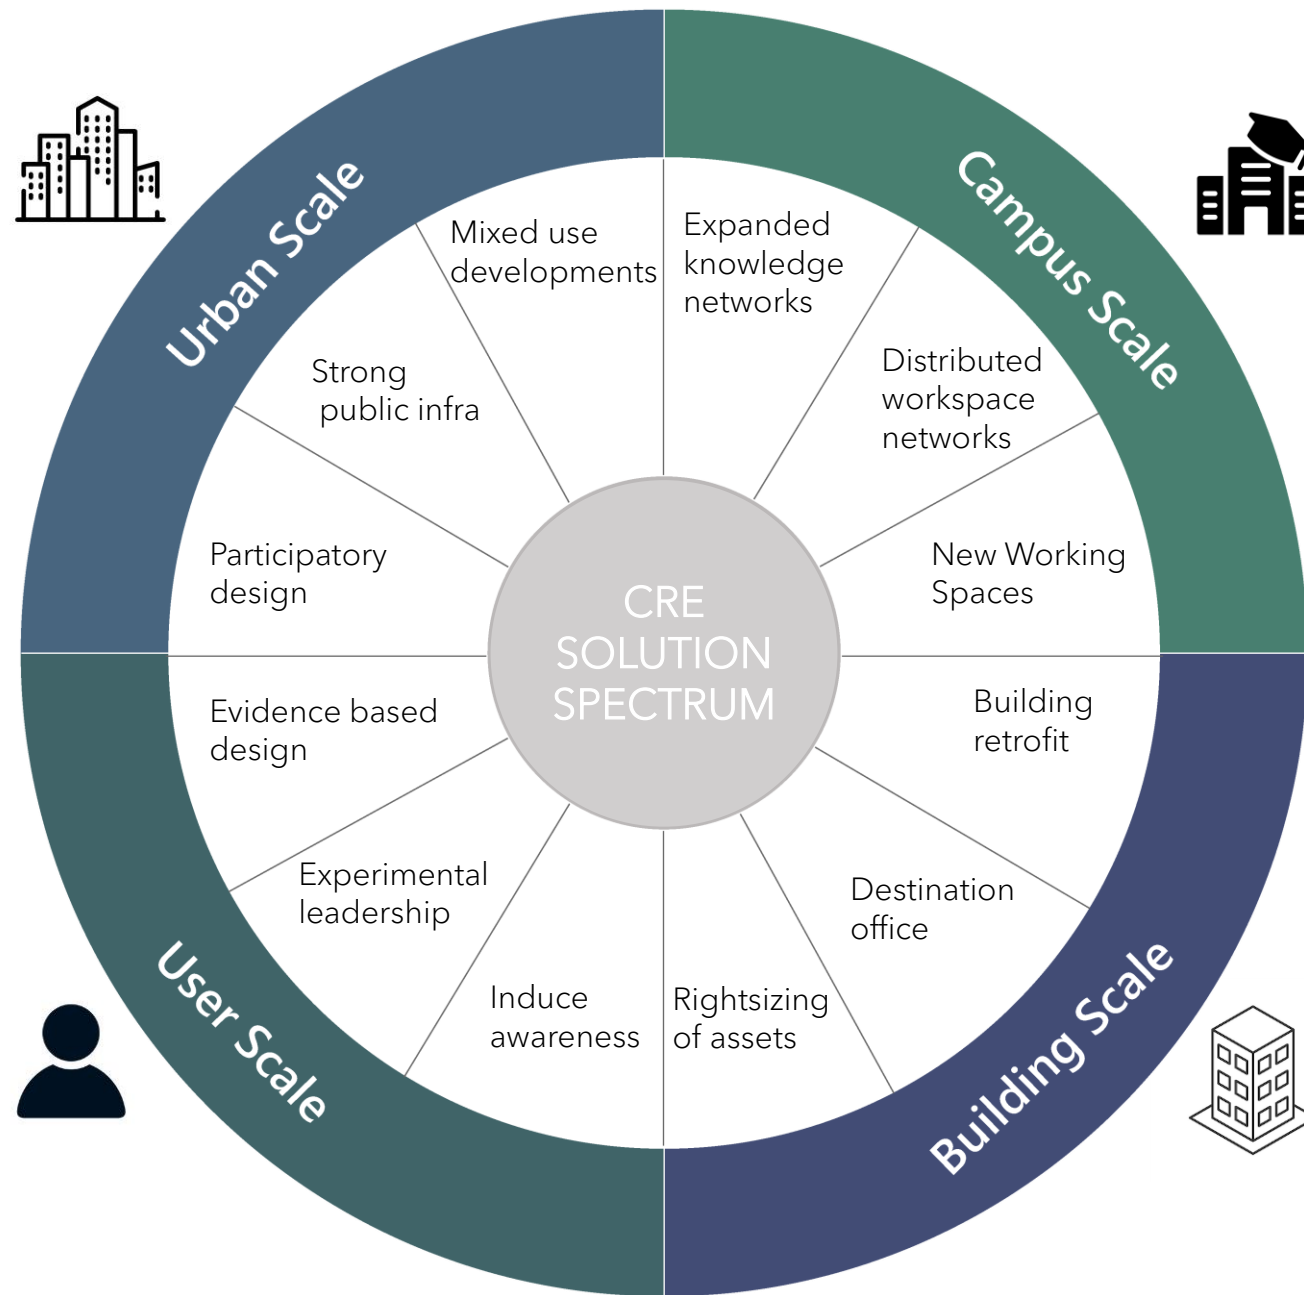 Urban Scale
Campus Scale
Mixed use
developments
Expanded
knowledge
networks
Strong
public infra
Distributed
workspace
networks
Participatory
design
New Working
Spaces
CRE
SOLUTION
SPECTRUM
Evidence based
design
Building
retrofit
Experimental
leadership
Destination
office
Induce
awareness
Rightsizing
of assets
User Scale
Building Scale